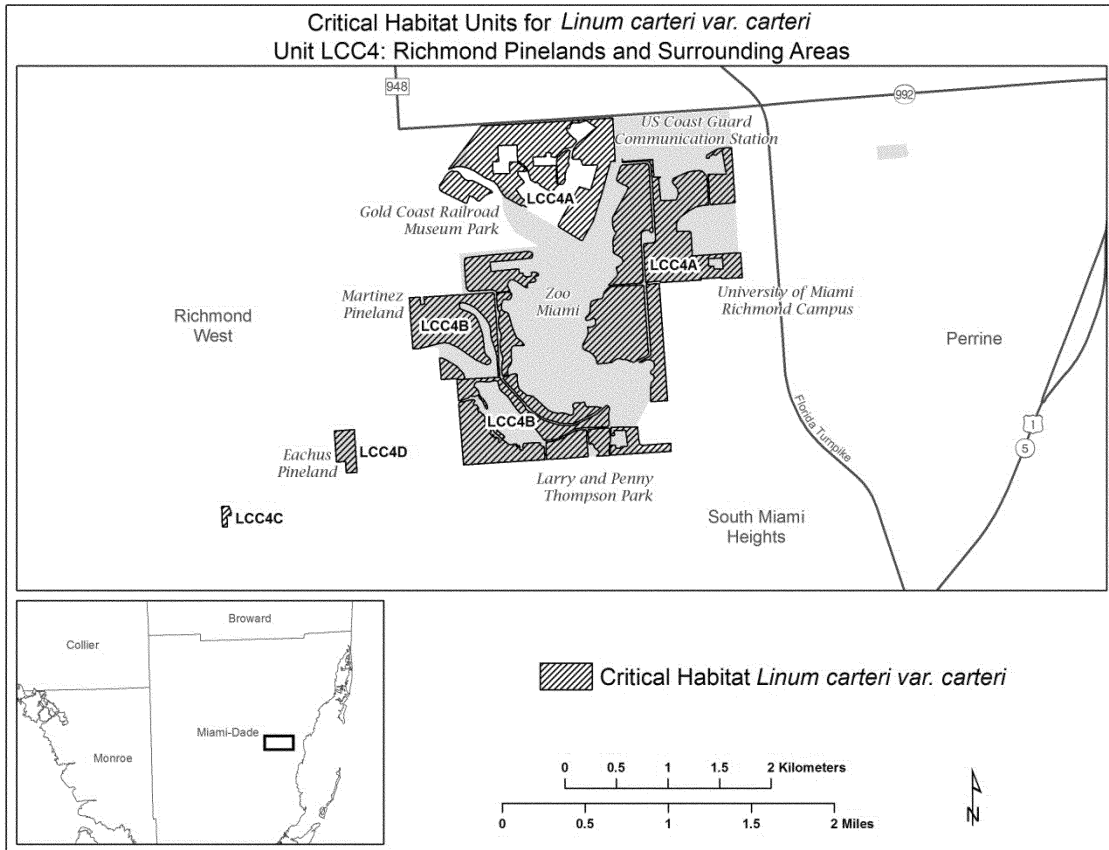 Critical Habitat Units for Linum carteri var. carteri
Unit LCC4: Richmond Pinelands and Surrounding Areas
948
992
US Coast Guard
Communication Station
LCC4A
Gold Coast Railroad
Museum Park
LCC4A
University of Miami
Richmond Campus
Zoo
Miami
Martinez
Pineland
LCC4B
Richmond
West
Perrine
Florida Turnpike
1
5
LCC4B
Eachus
Pineland
LCC4D
Larry and Penny
Thompson Park
LCC4C
South Miami
Heights
Broward
Collier
Miami-Dade
Monroe
Critical Habitat Linum carteri var. carteri
0 0.5 1 1.5 2 Kilometers
0 0.5 1 2 Miles
N